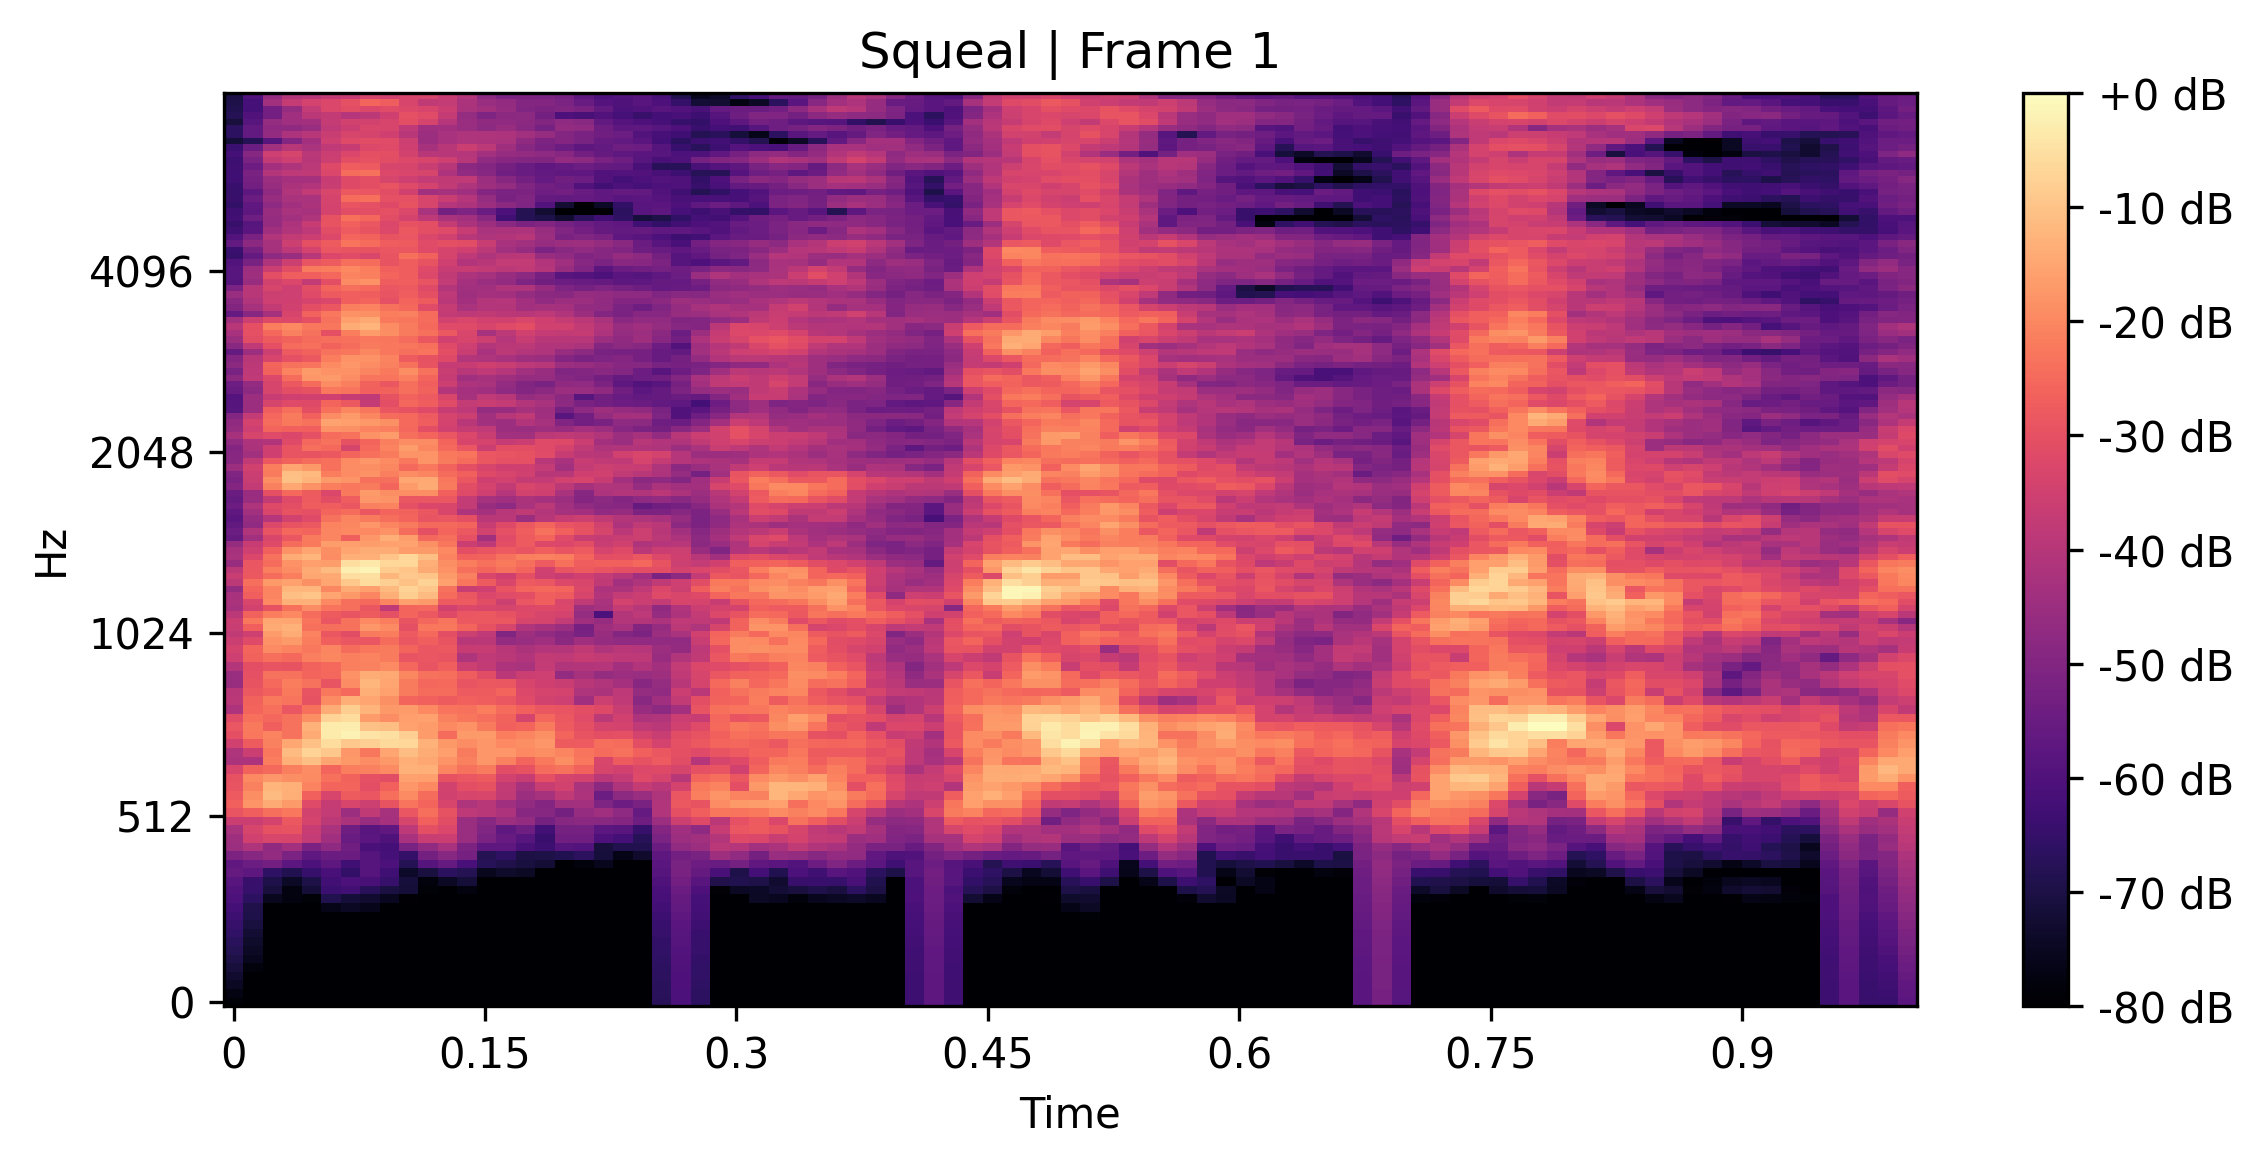 Squeal | Frame 1
Hz
4096
2048
1024
512
0
0 0.15 0.3 0.45 0.6 0.75 0.9
Time
+0 dB
-10 dB
-20 dB
-30 dB
-40 dB
-50 dB
-60 dB
-70 dB
-80 dB